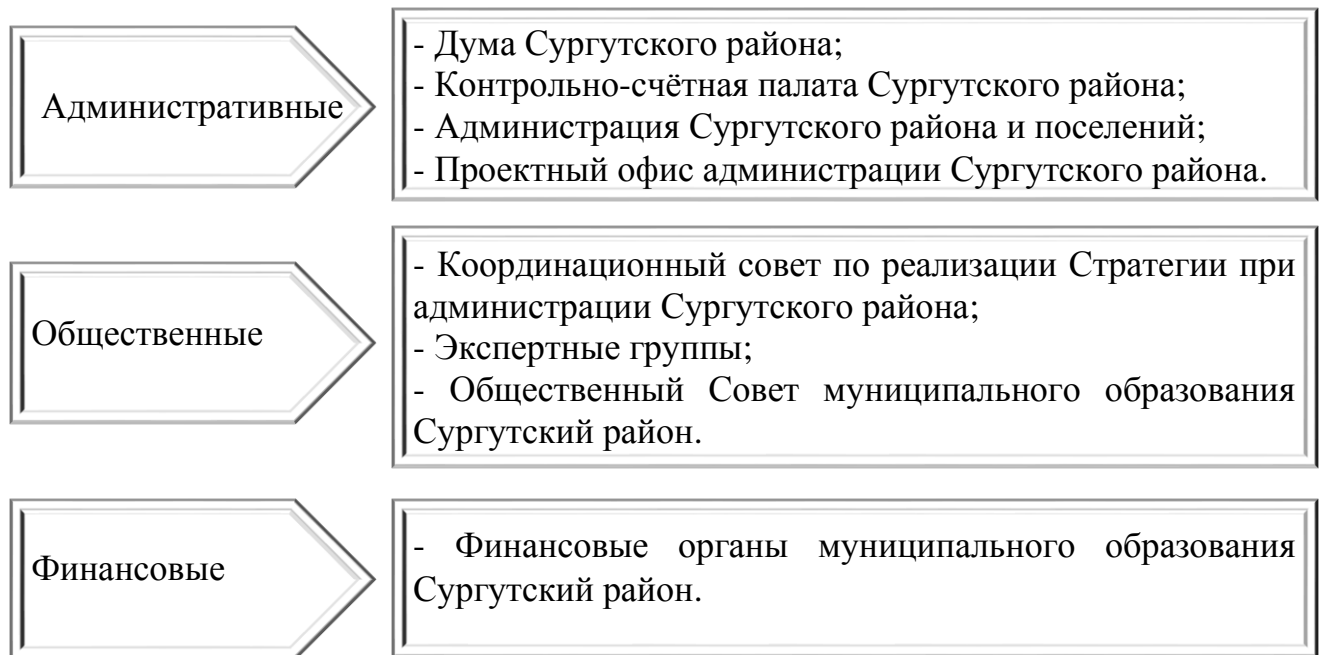 Административные
- Дума Сургутского района;
- Контрольно-счётная палата Сургутского района;
- Администрация Сургутского района и поселений;
- Проектный офис администрации Сургутского района.
Общественные
- Координационный совет по реализации Стратегии при
администрации Сургутского района;
- Экспертные группы;
- Общественный Совет муниципального образования
Сургутский район.
Финансовые
- Финансовые органы муниципального образования
Сургутский район.